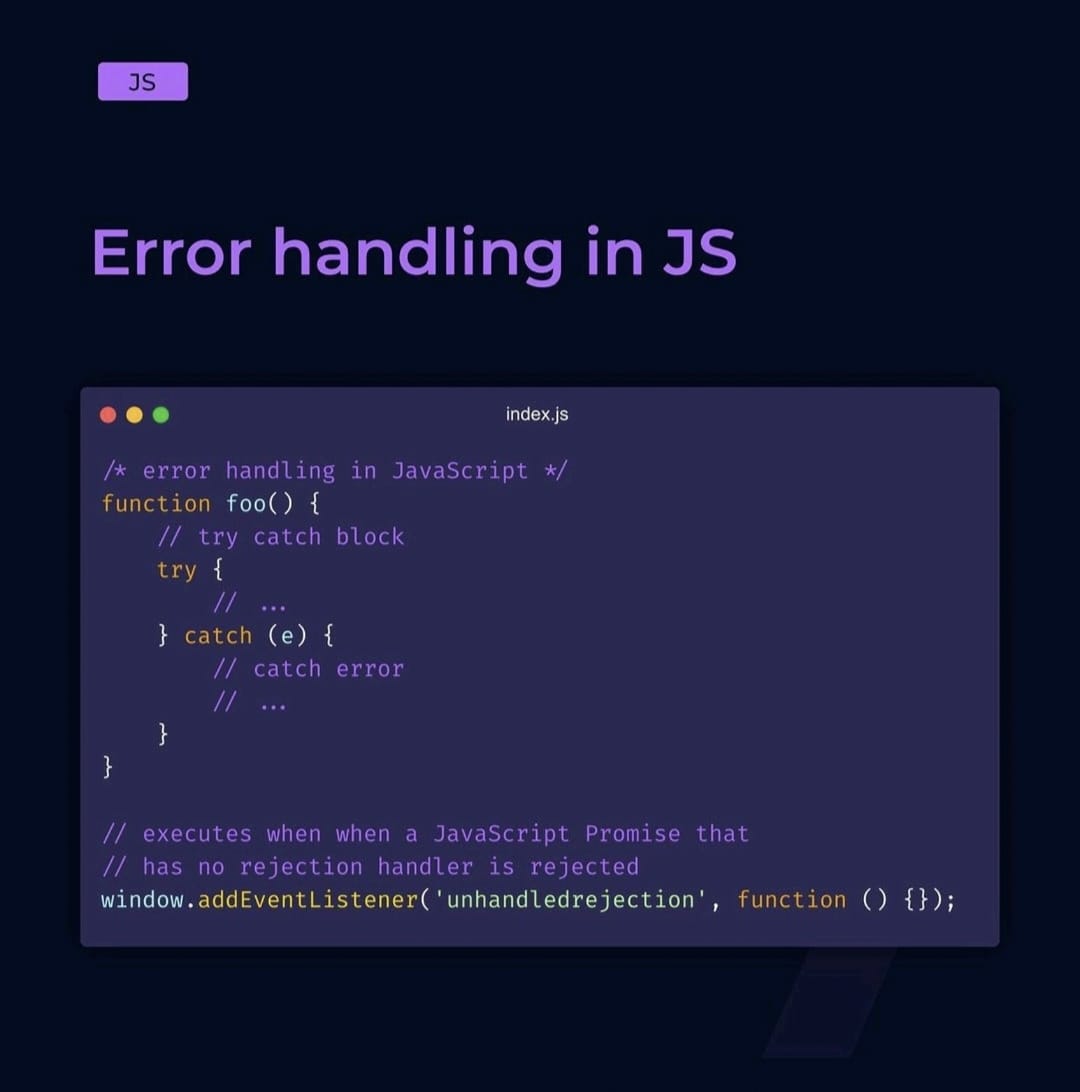 JS
Error handling in JS
index.js
/* error handling in JavaScript */
function foo() {
    // try catch block
    try {
        // ...
    } catch (e) {
        // catch error
        // ...
    }
}
// executes when when a JavaScript Promise that
// has no rejection handler is rejected
window.addEventListener('unhandledrejection', function () {});